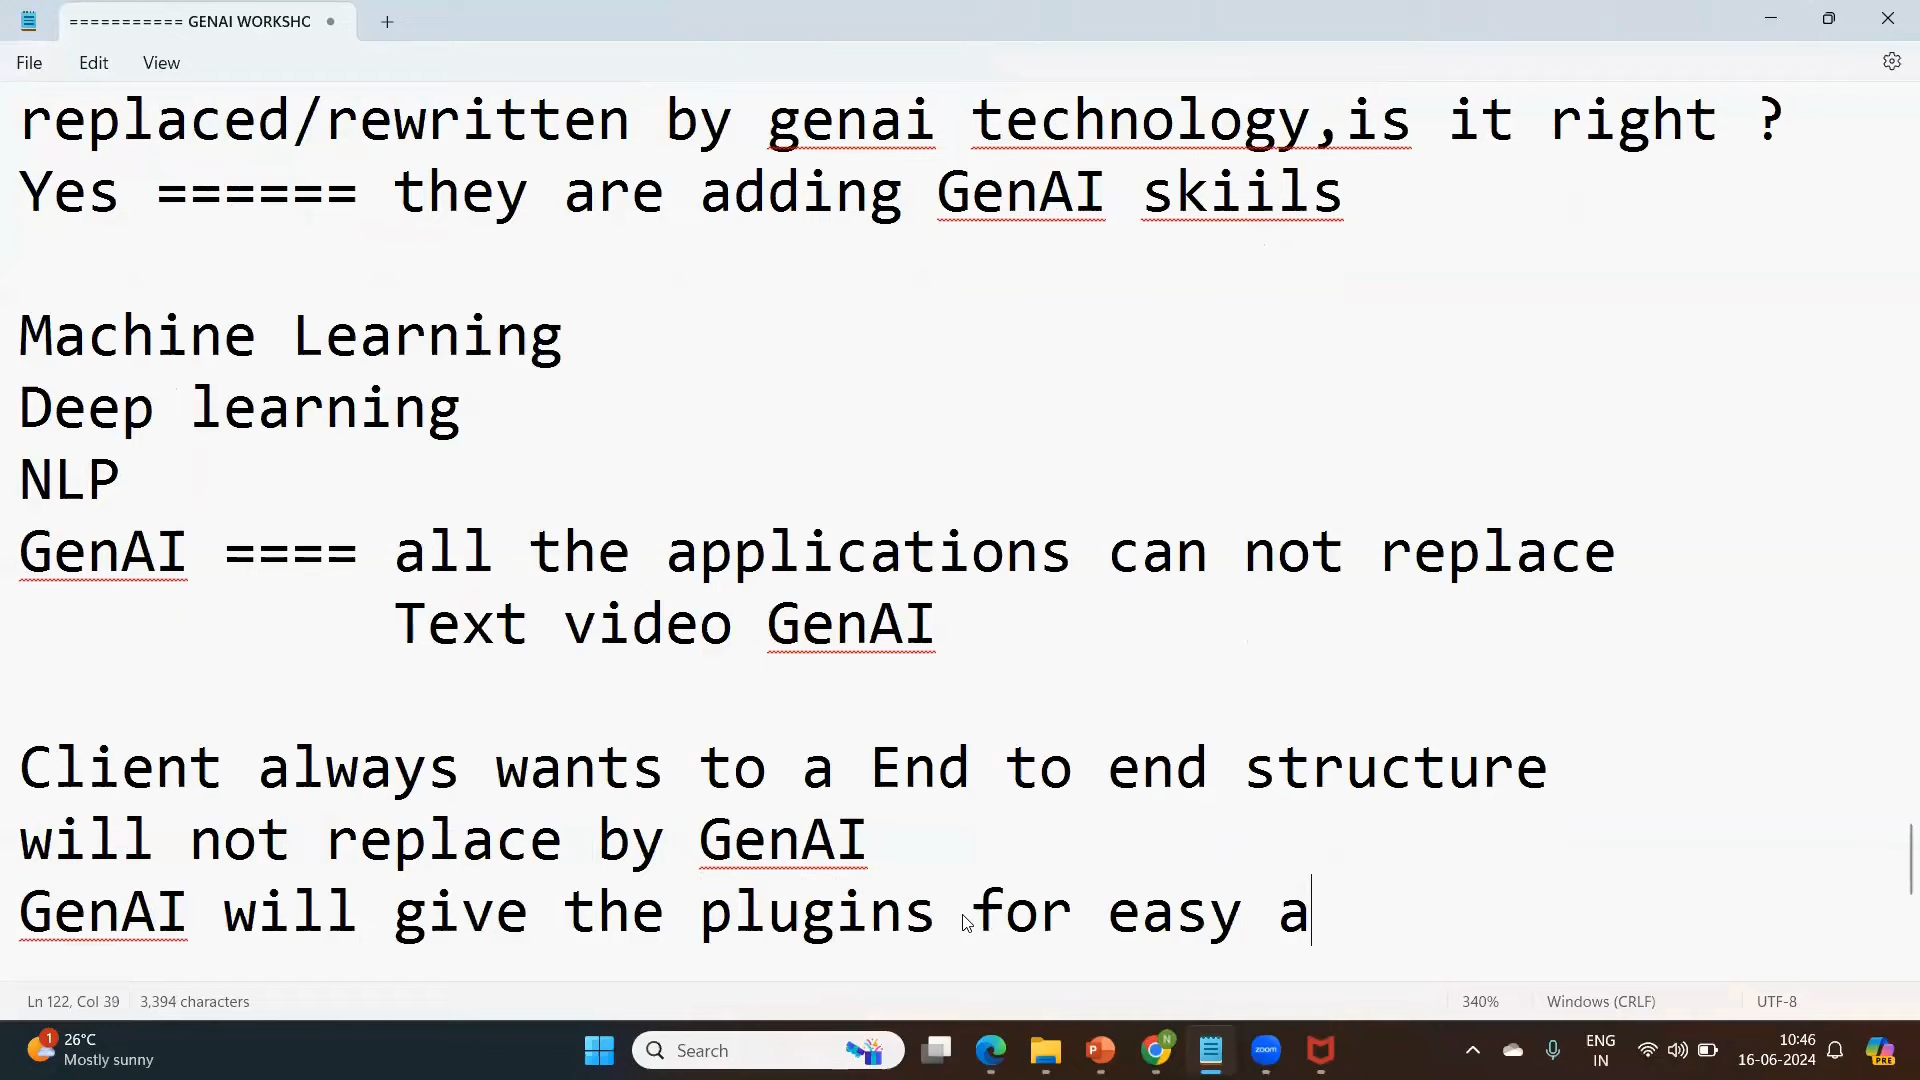 =========== GENAI WORKSHC
File Edit View
replaced/rewritten by genai technology,is it right ?
Yes ====== they are adding GenAI skiils
Machine Learning
Deep learning
NLP
GenAI ==== all the applications can not replace
Text video GenAI
Client always wants to a End to end structure
will not replace by GenAI
GenAI will give the plugins for easy a
Ln 122, Col 39 3,394 characters 340% Windows (CRLF) UTF-8
1 26°C
Mostly sunny
Search
P
N
zoom
ENG
IN
10:46
16-06-2024
PRE